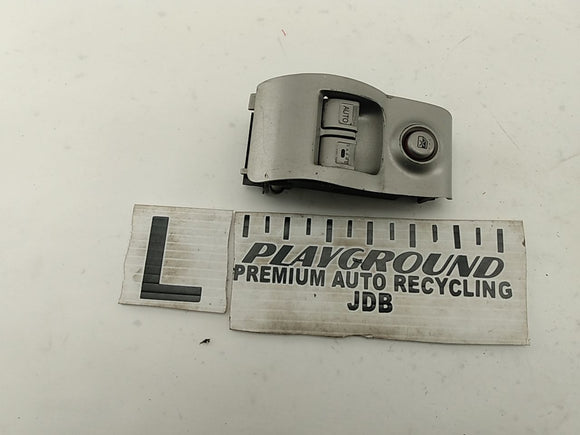 AUTO
L
PLAYGROUND
PREMIUM AUTO RECYCLING
JDB